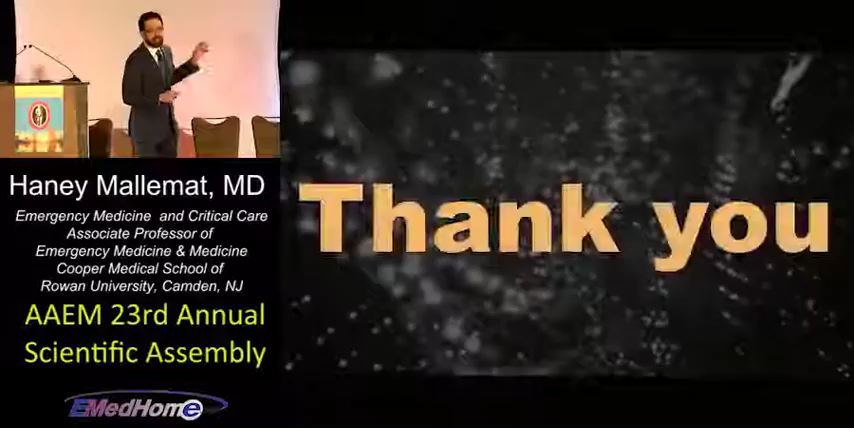 Haney Mallemat, MD
Emergency Medicine and Critical Care
Associate Professor of
Emergency Medicine & Medicine
Cooper Medical School of
Rowan University, Camden, NJ
AAEM 23rd Annual
Scientific Assembly
EMedHome
Thank you